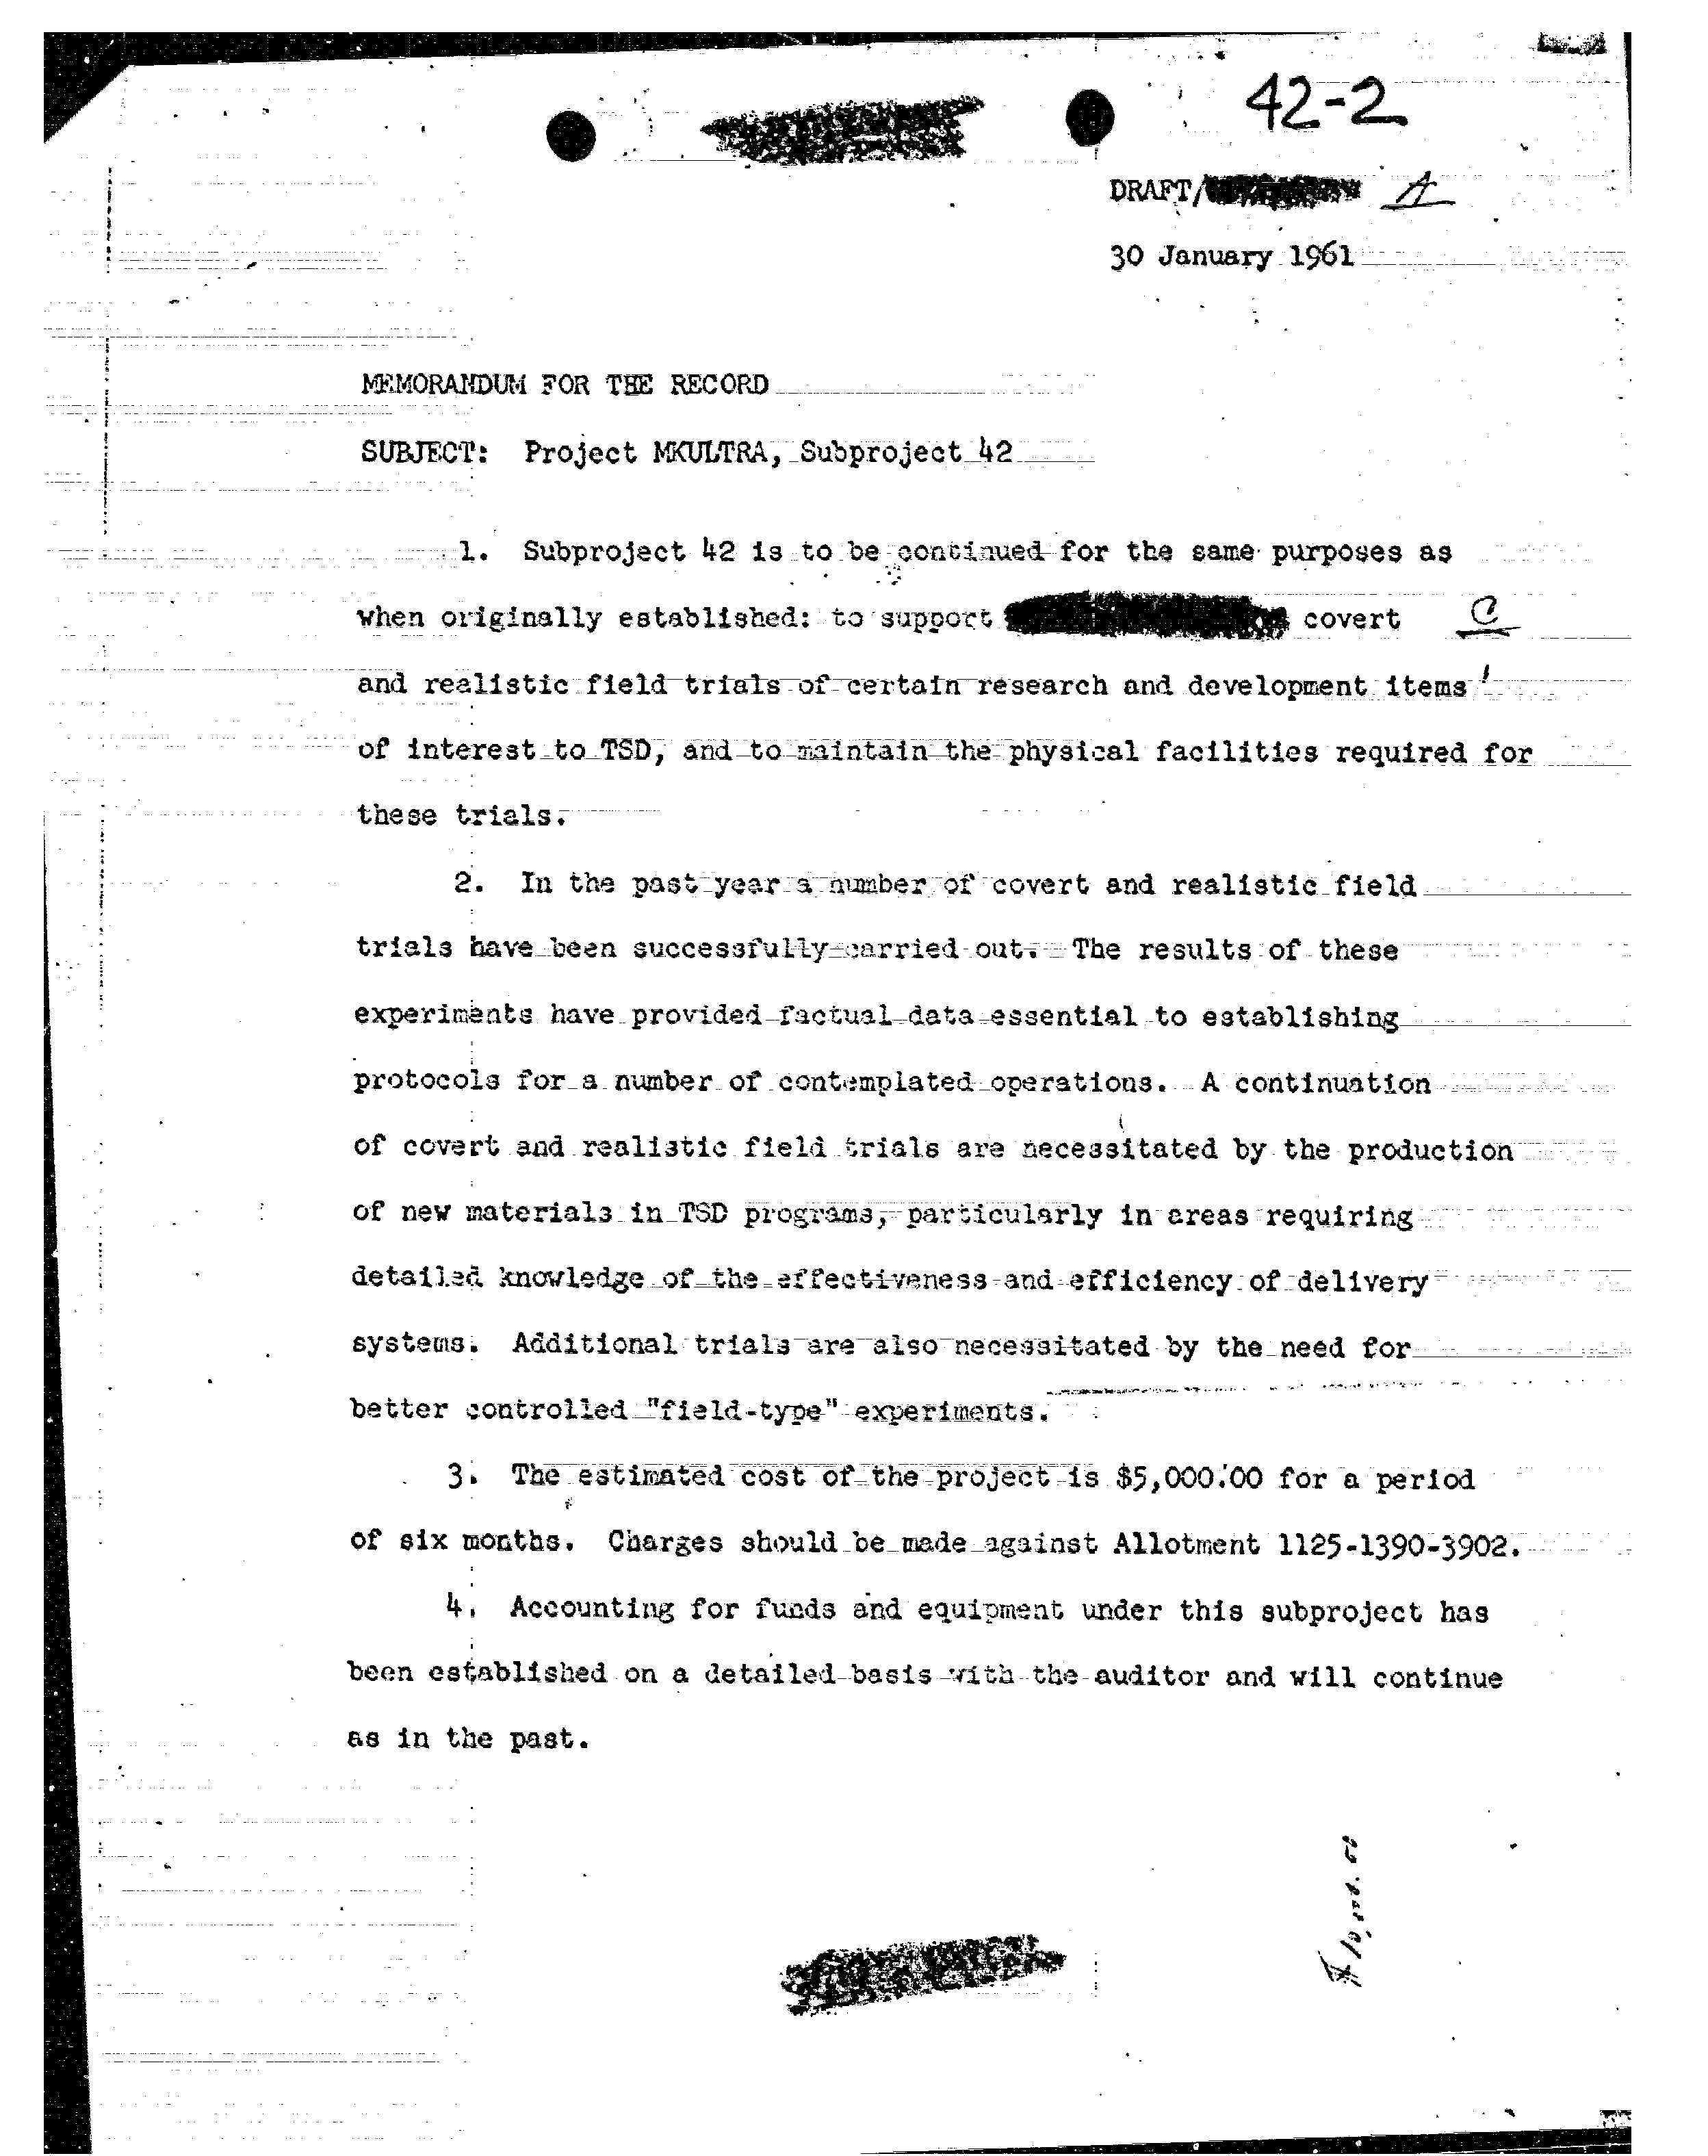 42-2
DRAFT/ A
30 January 1961
MEMORANDUM FOR THE RECORD
SUBJECT: Project MKULTRA, Subproject 42
1. Subproject 42 is to be continued for the same purposes as
when originally established: to support covert C
and realistic field trials of certain research and development items
of interest to TSD, and to maintain the physical facilities required for
these trials.
2. In the past year a number of covert and realistic field
trials have been successfully carried out. The results of these
experiments have provided factual data essential to establishing
protocols for a number of contemplated operations. A continuation
of covert and realistic field trials are necessitated by the production
of new materials in TSD programs, particularly in areas requiring
detailed knowledge of the effectiveness and efficiency of delivery
systems. Additional trials are also necessitated by the need for
better controlled "field-type" experiments.
3. The estimated cost of the project is $5,000.00 for a period
of six months. Charges should be made against Allotment 1125-1390-3902.
4. Accounting for funds and equipment under this subproject has
been established on a detailed basis with the auditor and will continue
as in the past.